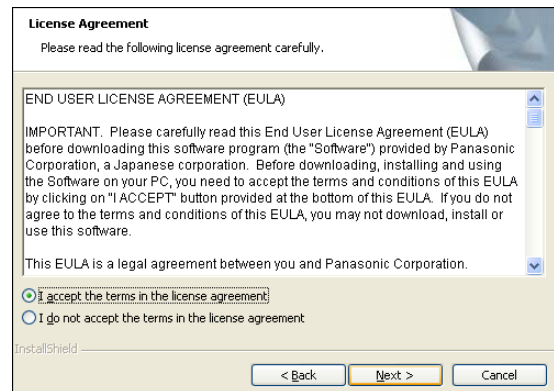 License Agreement
Please read the following license agreement carefully.
END USER LICENSE AGREEMENT (EULA)
IMPORTANT.  Please carefully read this End User License Agreement (EULA)
before downloading this software program (the "Software") provided by Panasonic
Corporation, a Japanese corporation.  Before downloading, installing and using
the Software on your PC, you need to accept the terms and conditions of this EULA
by clicking on "I ACCEPT" button provided at the bottom of this EULA.  If you do not
agree to the terms and conditions of this EULA, you may not download, install or
use this software.
This EULA is a legal agreement between you and Panasonic Corporation.
I accept the terms in the license agreement
I do not accept the terms in the license agreement
InstallShield
< Back
Next >
Cancel